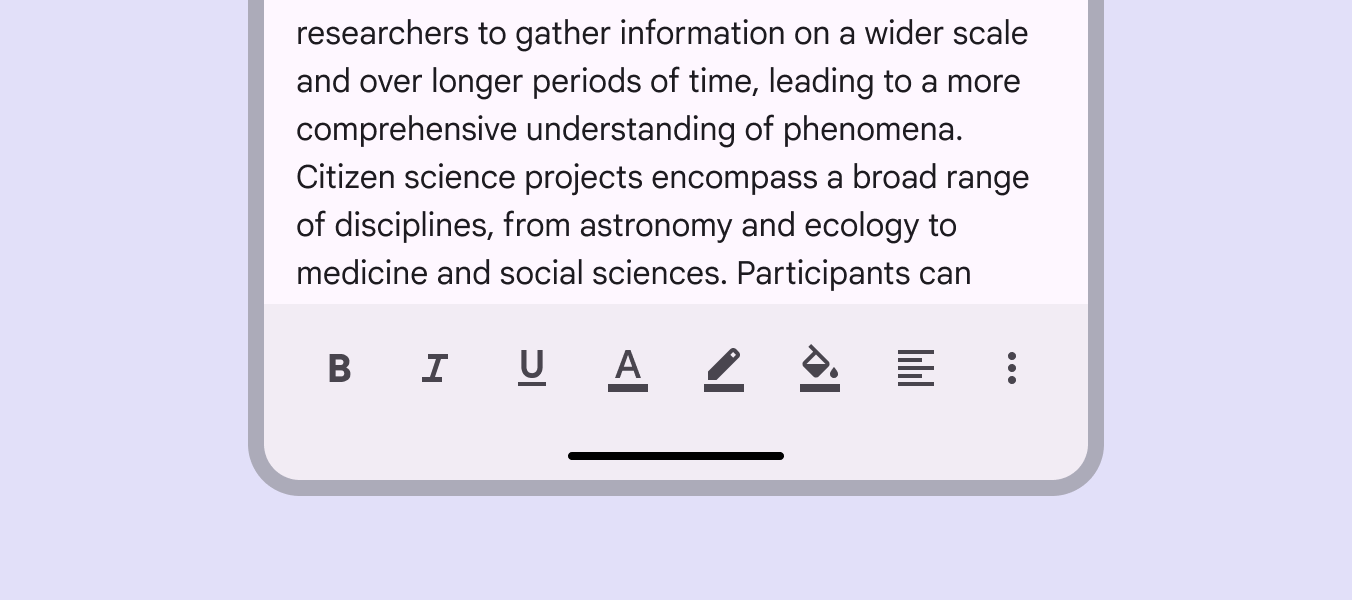 researchers to gather information on a wider scale
and over longer periods of time, leading to a more
comprehensive understanding of phenomena.
Citizen science projects encompass a broad range
of disciplines, from astronomy and ecology to
medicine and social sciences. Participants can
B I U A